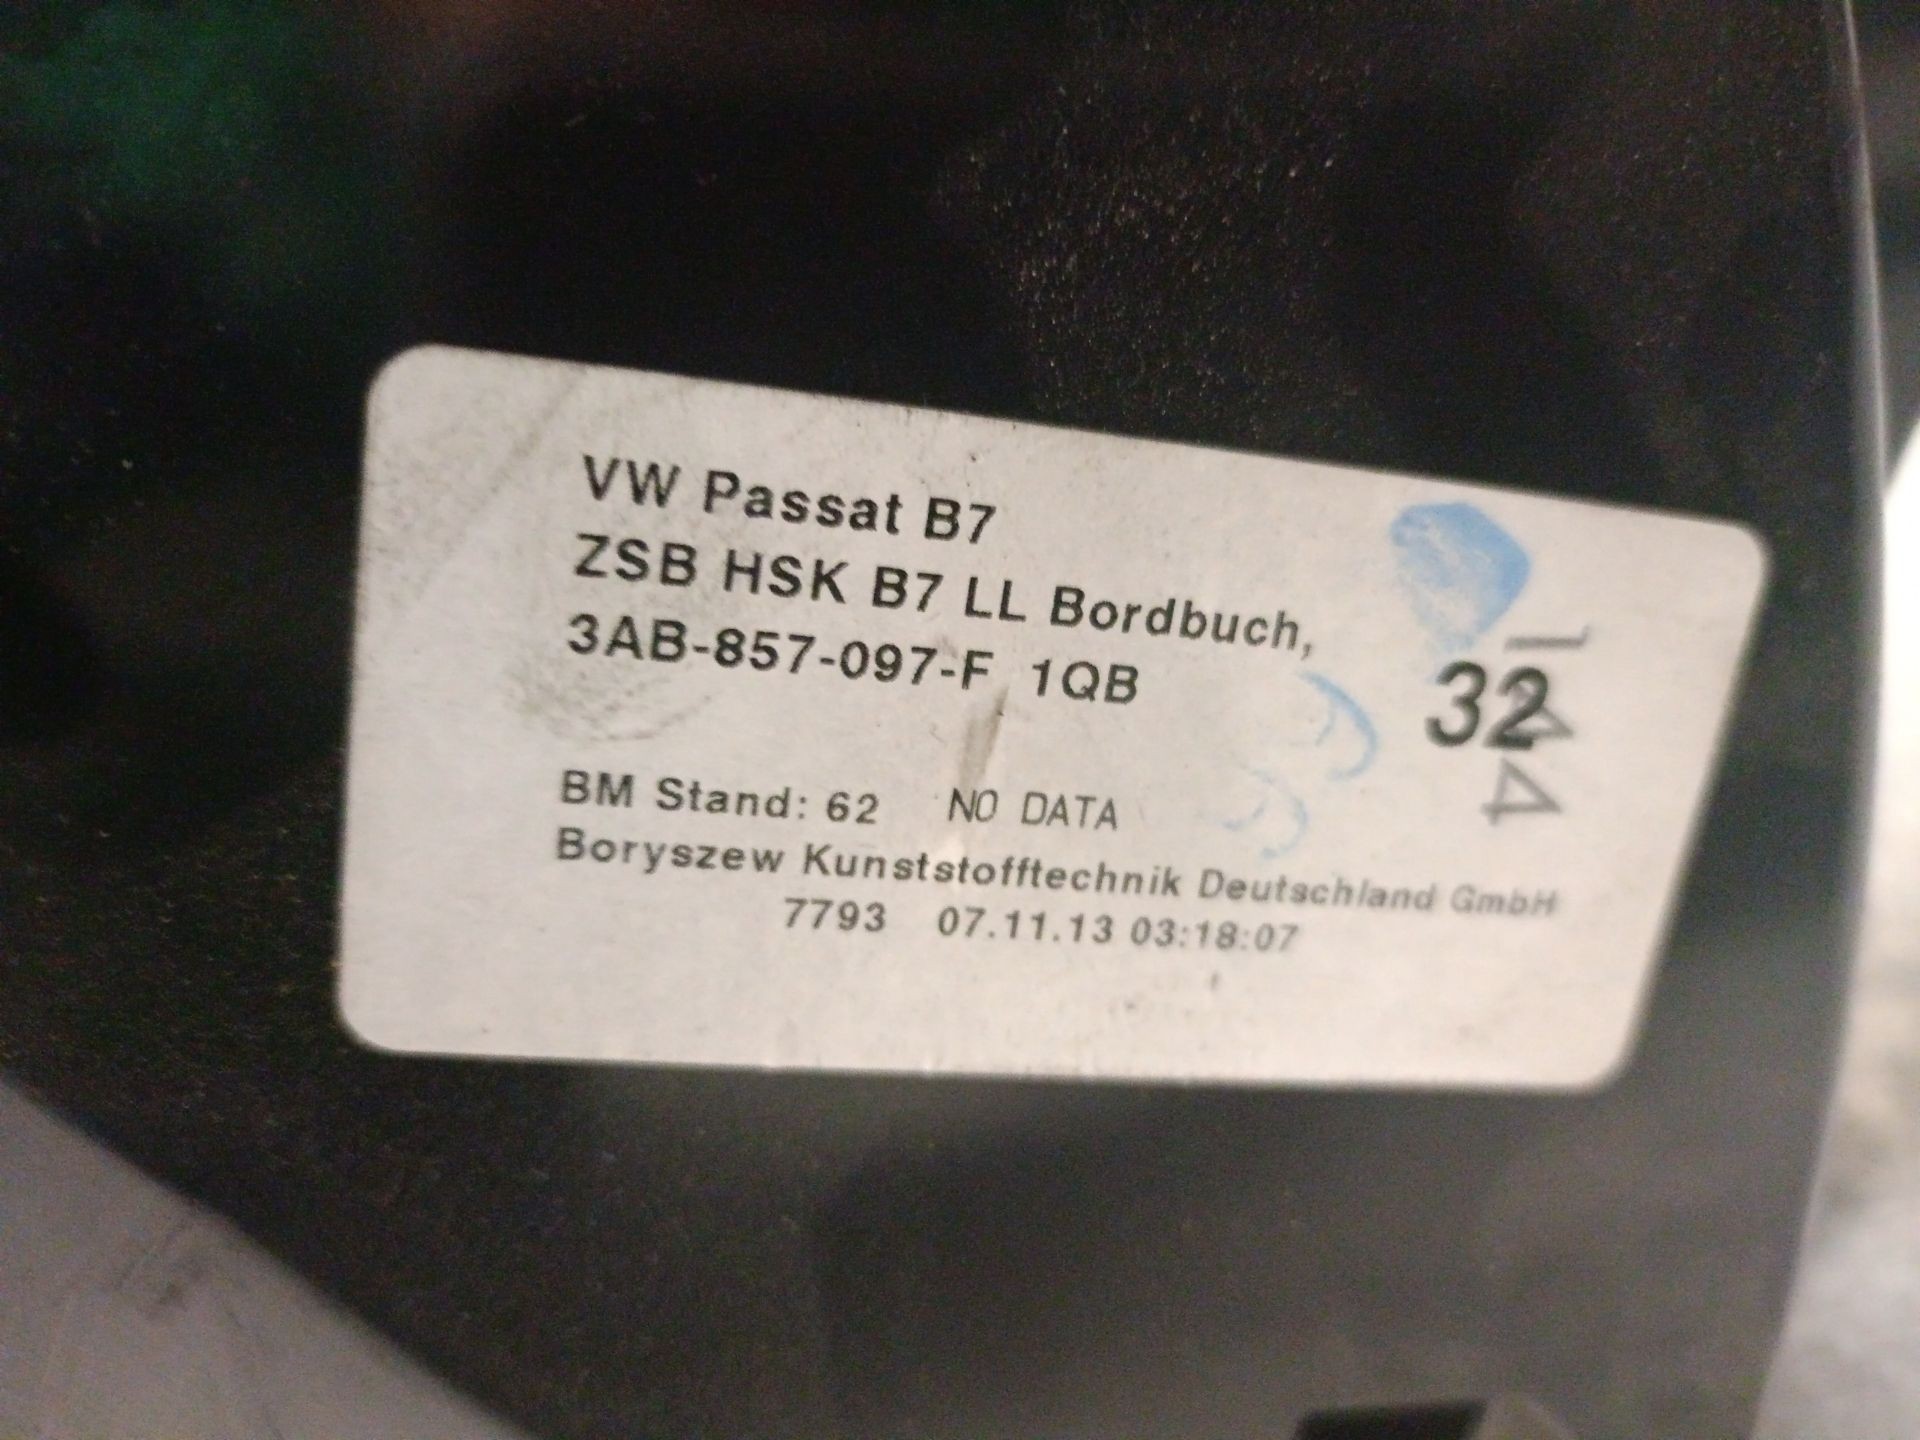 VW Passat B7
ZSB HSK B7 LL Bordbuch,
3AB-857-097-F 1QB
32
144
BM Stand: 62 NO DATA
Boryszew Kunststofftechnik Deutschland GmbH
7793 07.11.13 03:18:07